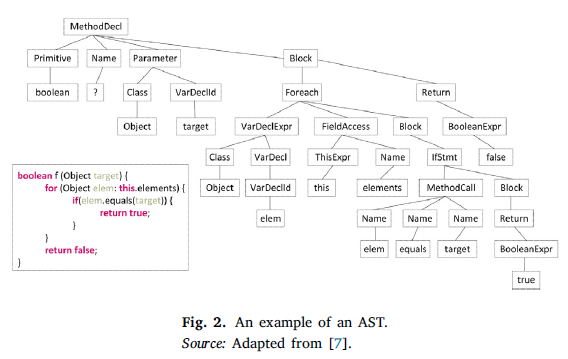 MethodDecl
Primitive Name Parameter Block
boolean ? Class VarDeclId Foreach Return
Object target VarDeclExpr FieldAccess Block BooleanExpr
Class VarDecl ThisExpr Name IfStmt false
Object VarDeclId this elements MethodCall Block
elem Name Name Name Return
elem equals target BooleanExpr
true
boolean f (Object target) {
for (Object elem: this.elements) {
if(elem.equals(target)) {
return true;
}
}
return false;
}
Fig. 2. An example of an AST.
Source: Adapted from [7].